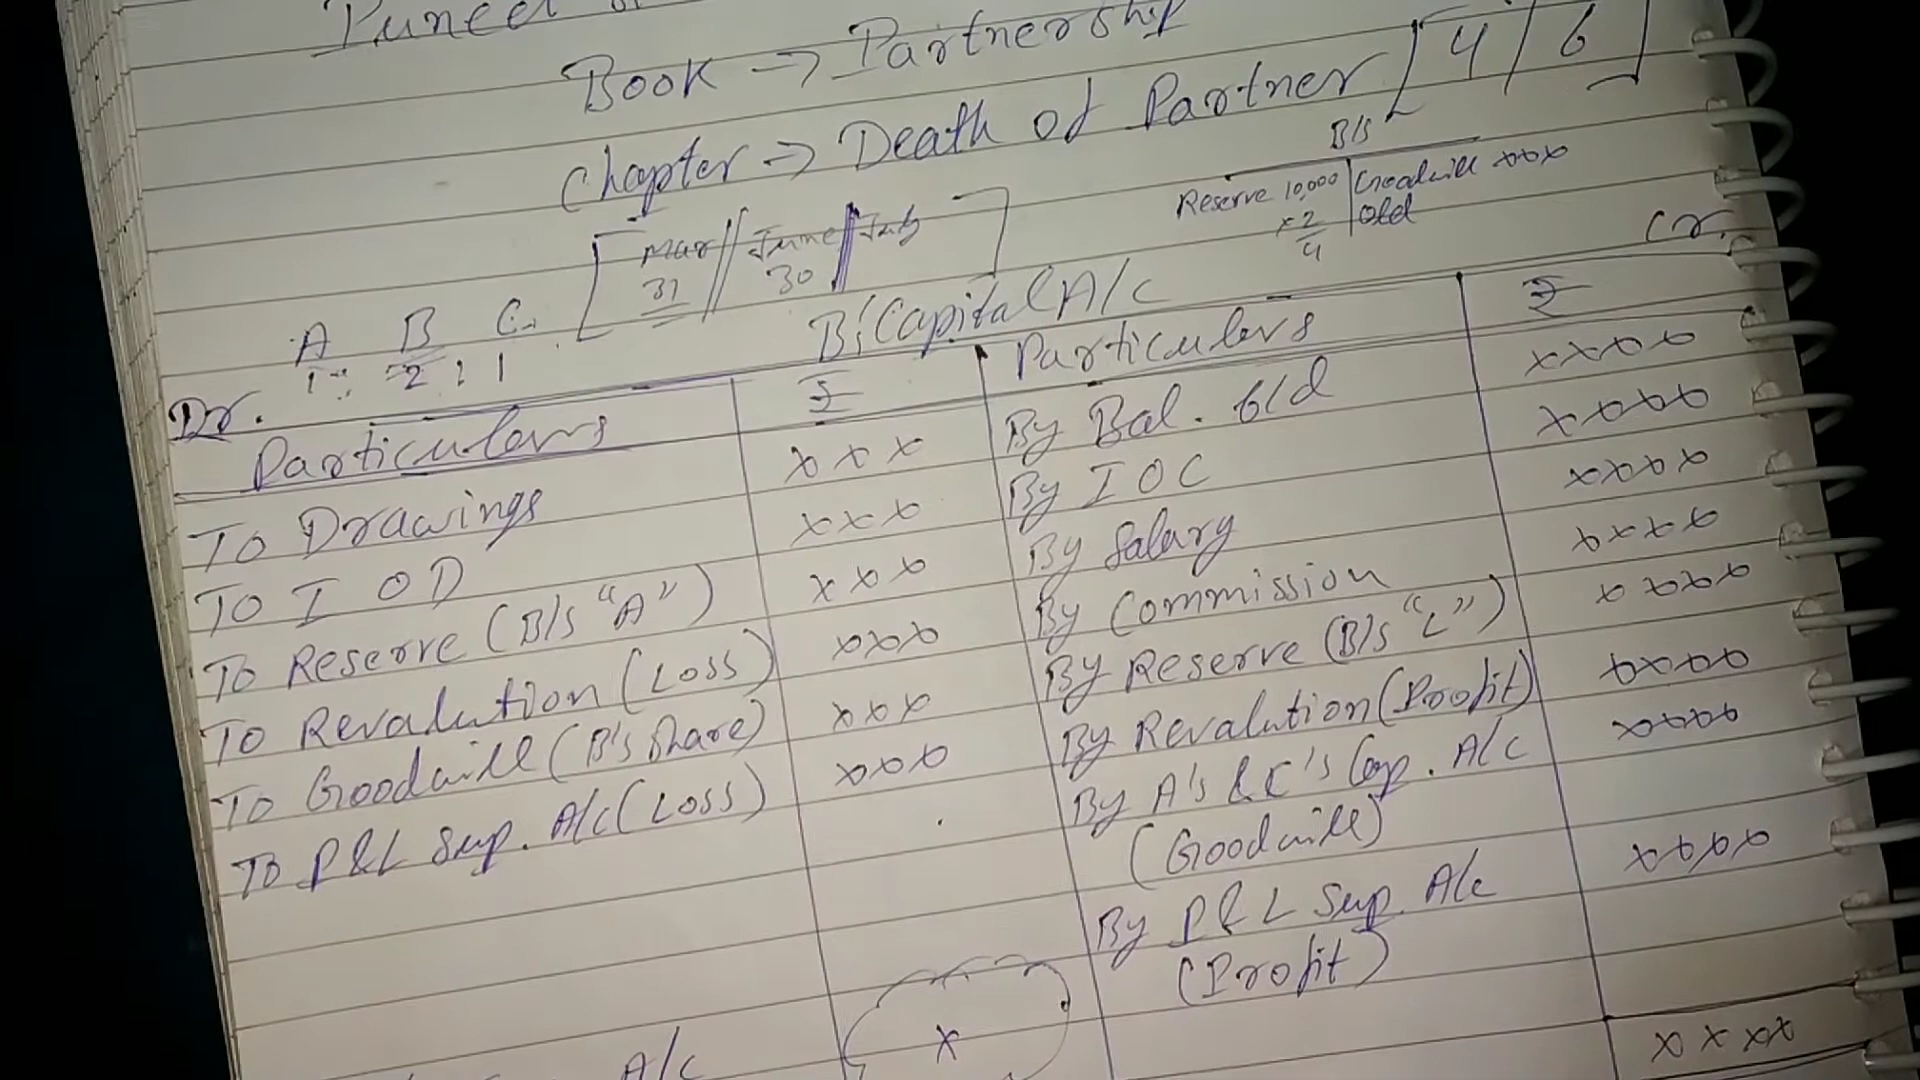 Puneet
Book → Partnership
Chapter → Death of Partner [4/6]
B/S
Reserve 10,000 | Goodwill xxx
×2/4 | Old
[Mar // June // July]
31 30
A B C
1 : 2 : 1
B's Capital A/c
Dr. Cr.
Particulars ₹ Particulars ₹
To Drawings xxx By Bal. b/d xxxx
To I O D xxx By I O C xxxx
To Reserve (B/S "A") xxx By Salary xxxx
To Revalution (Loss) xxx By Commission xxxx
To Goodwill (B's Share) xxx By Reserve (B/S "L") xxxx
To P&L Sup. A/c (Loss) xxx By Revalution (Profit) xxxx
By A's & C's Cap. A/c xxxx
(Goodwill)
By P & L Sup. A/c xxxx
(Profit)
A/c x
xxxx